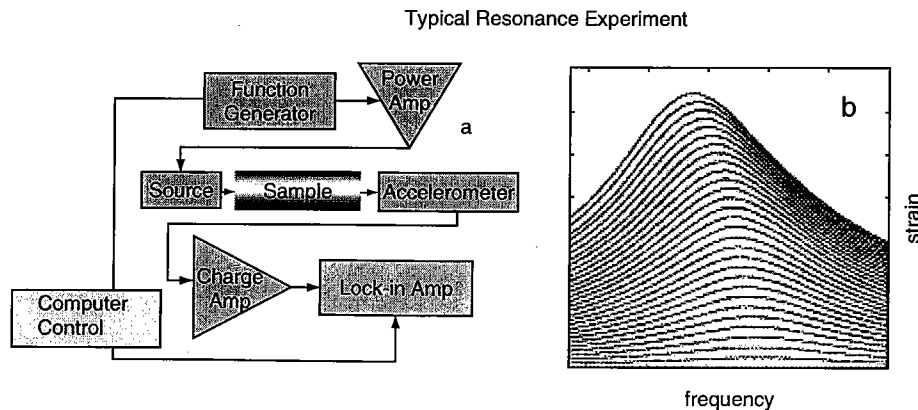 Typical Resonance Experiment
Function
Generator
Power
Amp
a
Source
Sample
Accelerometer
Charge
Amp
Lock-in Amp
Computer
Control
b
strain
frequency